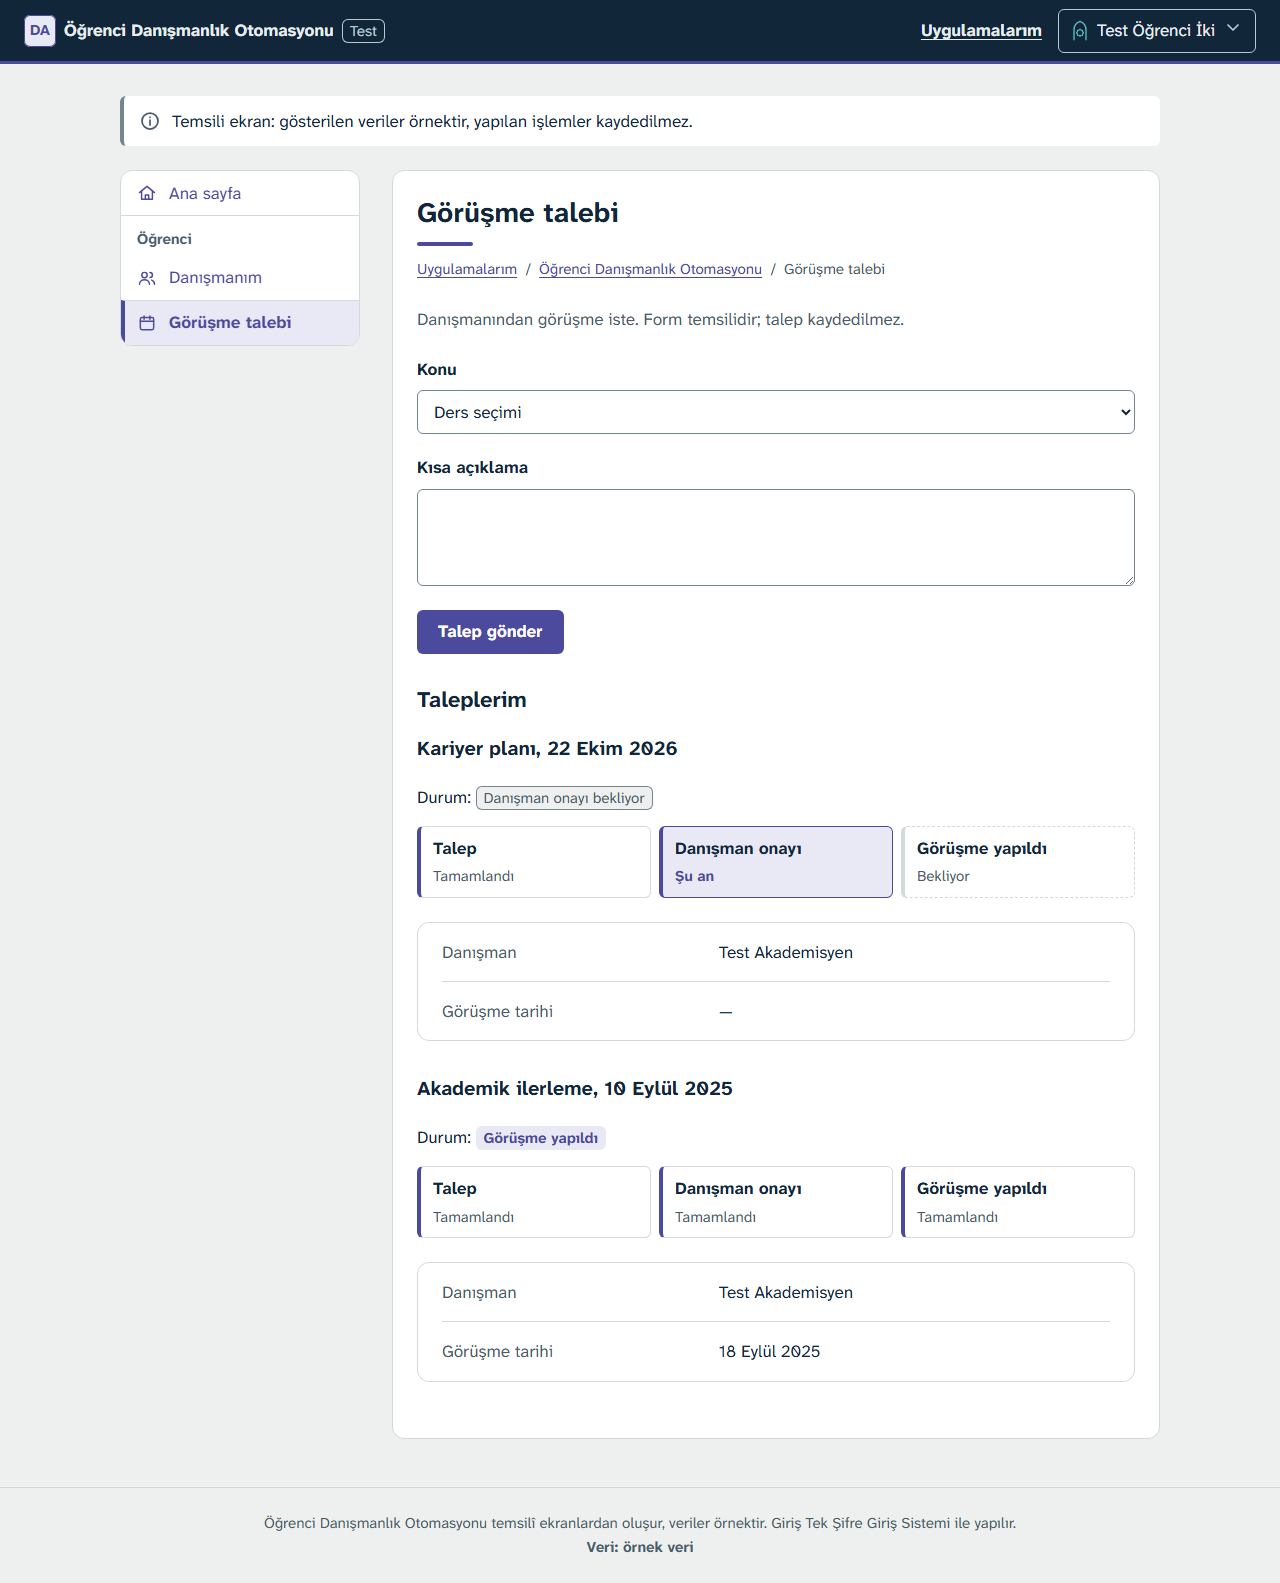 DA Öğrenci Danışmanlık Otomasyonu Test Uygulamalarım Test Öğrenci İki
Temsili ekran: gösterilen veriler örnektir, yapılan işlemler kaydedilmez.
Ana sayfa
Öğrenci
Danışmanım
Görüşme talebi
Görüşme talebi
Uygulamalarım / Öğrenci Danışmanlık Otomasyonu / Görüşme talebi
Danışmanından görüşme iste. Form temsilidir; talep kaydedilmez.
Konu
Ders seçimi
Kısa açıklama
Talep gönder
Taleplerim
Kariyer planı, 22 Ekim 2026
Durum: Danışman onayı bekliyor
Talep
Tamamlandı
Danışman onayı
Şu an
Görüşme yapıldı
Bekliyor
Danışman Test Akademisyen
Görüşme tarihi —
Akademik ilerleme, 10 Eylül 2025
Durum: Görüşme yapıldı
Talep
Tamamlandı
Danışman onayı
Tamamlandı
Görüşme yapıldı
Tamamlandı
Danışman Test Akademisyen
Görüşme tarihi 18 Eylül 2025
Öğrenci Danışmanlık Otomasyonu temsilî ekranlardan oluşur, veriler örnektir. Giriş Tek Şifre Giriş Sistemi ile yapılır.
Veri: örnek veri